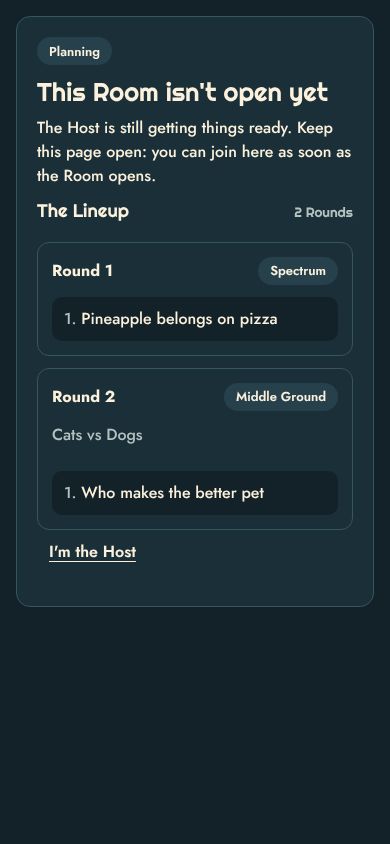 Planning
This Room isn't open yet
The Host is still getting things ready. Keep
this page open: you can join here as soon as
the Room opens.
The Lineup
2 Rounds
Round 1
Spectrum
1. Pineapple belongs on pizza
Round 2
Middle Ground
Cats vs Dogs
1. Who makes the better pet
I'm the Host